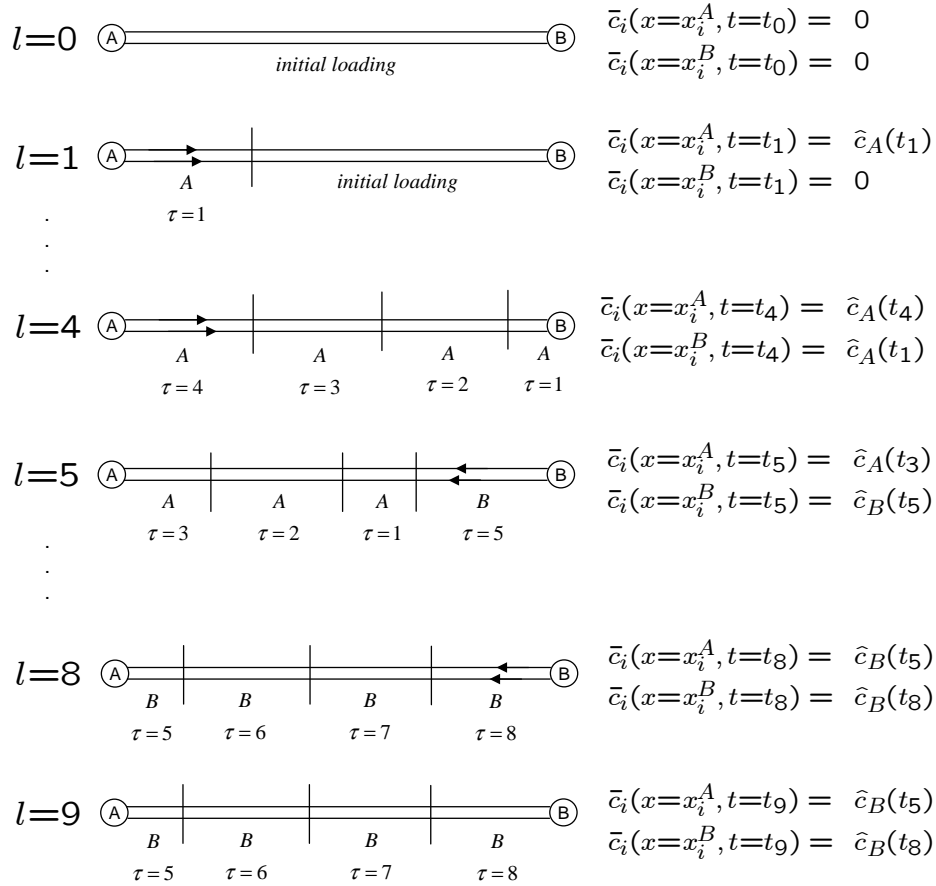 l=0 A B c̄ᵢ(x=xᵢᴬ, t=t₀) = 0
initial loading c̄ᵢ(x=xᵢᴮ, t=t₀) = 0
l=1 A B c̄ᵢ(x=xᵢᴬ, t=t₁) = ĉ_A(t₁)
A initial loading c̄ᵢ(x=xᵢᴮ, t=t₁) = 0
τ=1
.
.
.
l=4 A B c̄ᵢ(x=xᵢᴬ, t=t₄) = ĉ_A(t₄)
A A A A c̄ᵢ(x=xᵢᴮ, t=t₄) = ĉ_A(t₁)
τ=4 τ=3 τ=2 τ=1
l=5 A B c̄ᵢ(x=xᵢᴬ, t=t₅) = ĉ_A(t₃)
A A A B c̄ᵢ(x=xᵢᴮ, t=t₅) = ĉ_B(t₅)
τ=3 τ=2 τ=1 τ=5
.
.
.
l=8 A B c̄ᵢ(x=xᵢᴬ, t=t₈) = ĉ_B(t₅)
B B B B c̄ᵢ(x=xᵢᴮ, t=t₈) = ĉ_B(t₈)
τ=5 τ=6 τ=7 τ=8
l=9 A B c̄ᵢ(x=xᵢᴬ, t=t₉) = ĉ_B(t₅)
B B B B c̄ᵢ(x=xᵢᴮ, t=t₉) = ĉ_B(t₈)
τ=5 τ=6 τ=7 τ=8